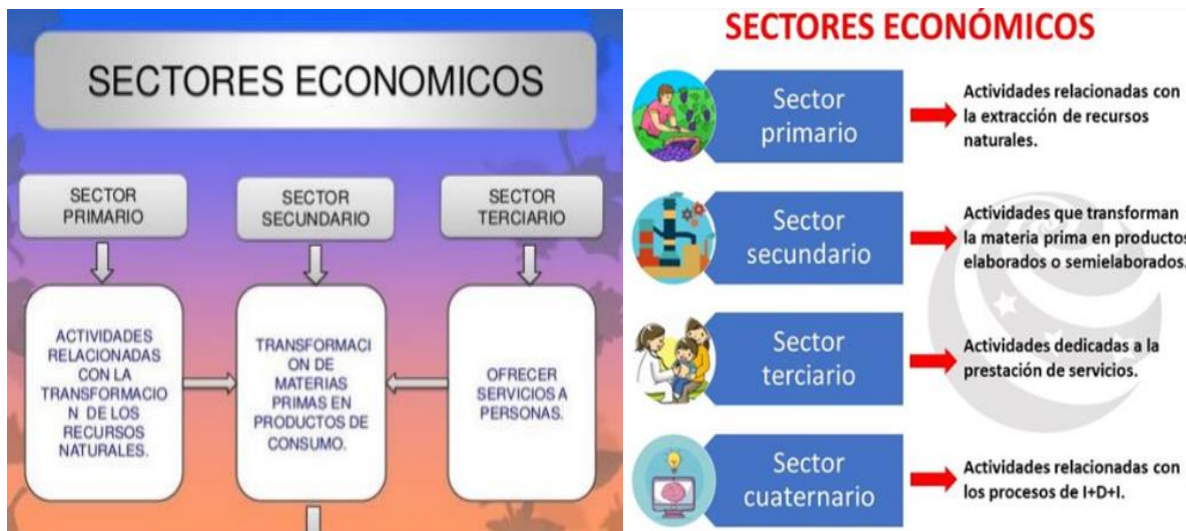 SECTORES ECONOMICOS
SECTOR
PRIMARIO
ACTIVIDADES
RELACIONADAS
CON LA
TRANSFORMACIO
N DE LOS
RECURSOS
NATURALES.
SECTOR
SECUNDARIO
TRANSFORMACI
ON DE
MATERIAS
PRIMAS EN
PRODUCTOS DE
CONSUMO.
SECTOR
TERCIARIO
OFRECER
SERVICIOS A
PERSONAS.
SECTORES ECONÓMICOS
Sector
primario
Actividades relacionadas con
la extracción de recursos
naturales.
Sector
secundario
Actividades que transforman
la materia prima en productos
elaborados o semielaborados.
Sector
terciario
Actividades dedicadas a la
prestación de servicios.
Sector
cuaternario
Actividades relacionadas con
los procesos de I+D+I.